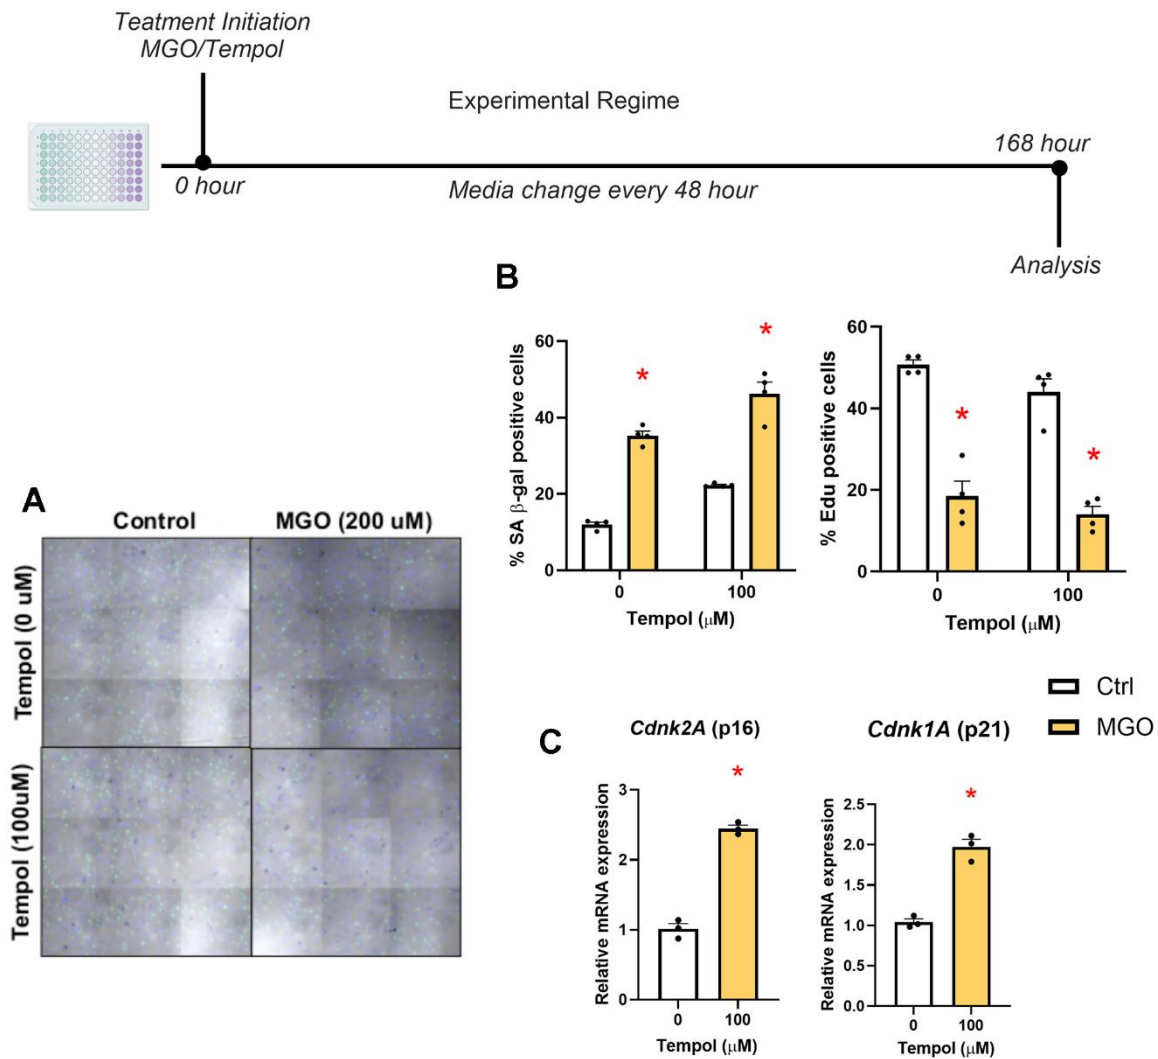 Treatment Initiation
MGO/Tempol
Experimental Regime
168 hour
0 hour
Media change every 48 hour
Analysis
B
60
40
20
0
% SA β-gal positive cells
*
*
0
100
Tempol (μM)
60
40
20
0
% Edu positive cells
*
*
0
100
Tempol (μM)
A
Control
MGO (200 uM)
Tempol (0 uM)
Tempol (100uM)
Ctrl
MGO
C
Cdnk2A (p16)
3
2
1
0
Relative mRNA expression
*
0
100
Tempol (μM)
Cdnk1A (p21)
2.5
2.0
1.5
1.0
0.5
0.0
Relative mRNA expression
*
0
100
Tempol (μM)